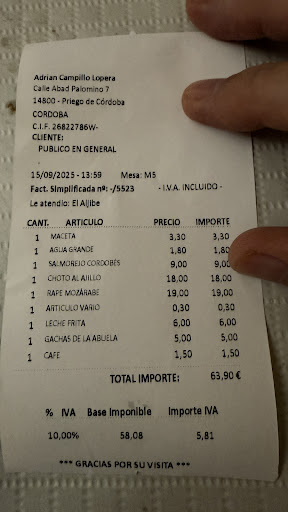 Adrian Campillo Lopera
Calle Abad Palomino 7
14800 - Priego de Córdoba
CORDOBA
C.I.F. 26822786W-
CLIENTE:
PUBLICO EN GENERAL
.
15/09/2025 - 13:59 Mesa: M5
Fact. Simplificada nº: -/5523 - I.V.A. INCLUIDO -
Le atendio: El Aljibe
CANT. ARTICULO PRECIO IMPORTE
1 MACETA 3,30 3,30
1 AGUA GRANDE 1,80 1,80
1 SALMOREJO CORDOBES 9,00 9,00
1 CHOTO AL AJILLO 18,00 18,00
1 RAPE MOZÁRABE 19,00 19,00
1 ARTICULO VARIO 0,30 0,30
1 LECHE FRITA 6,00 6,00
1 GACHAS DE LA ABUELA 5,00 5,00
1 CAFE 1,50 1,50
TOTAL IMPORTE: 63,90 €
% IVA Base Imponible Importe IVA
10,00% 58,08 5,81
*** GRACIAS POR SU VISITA ***